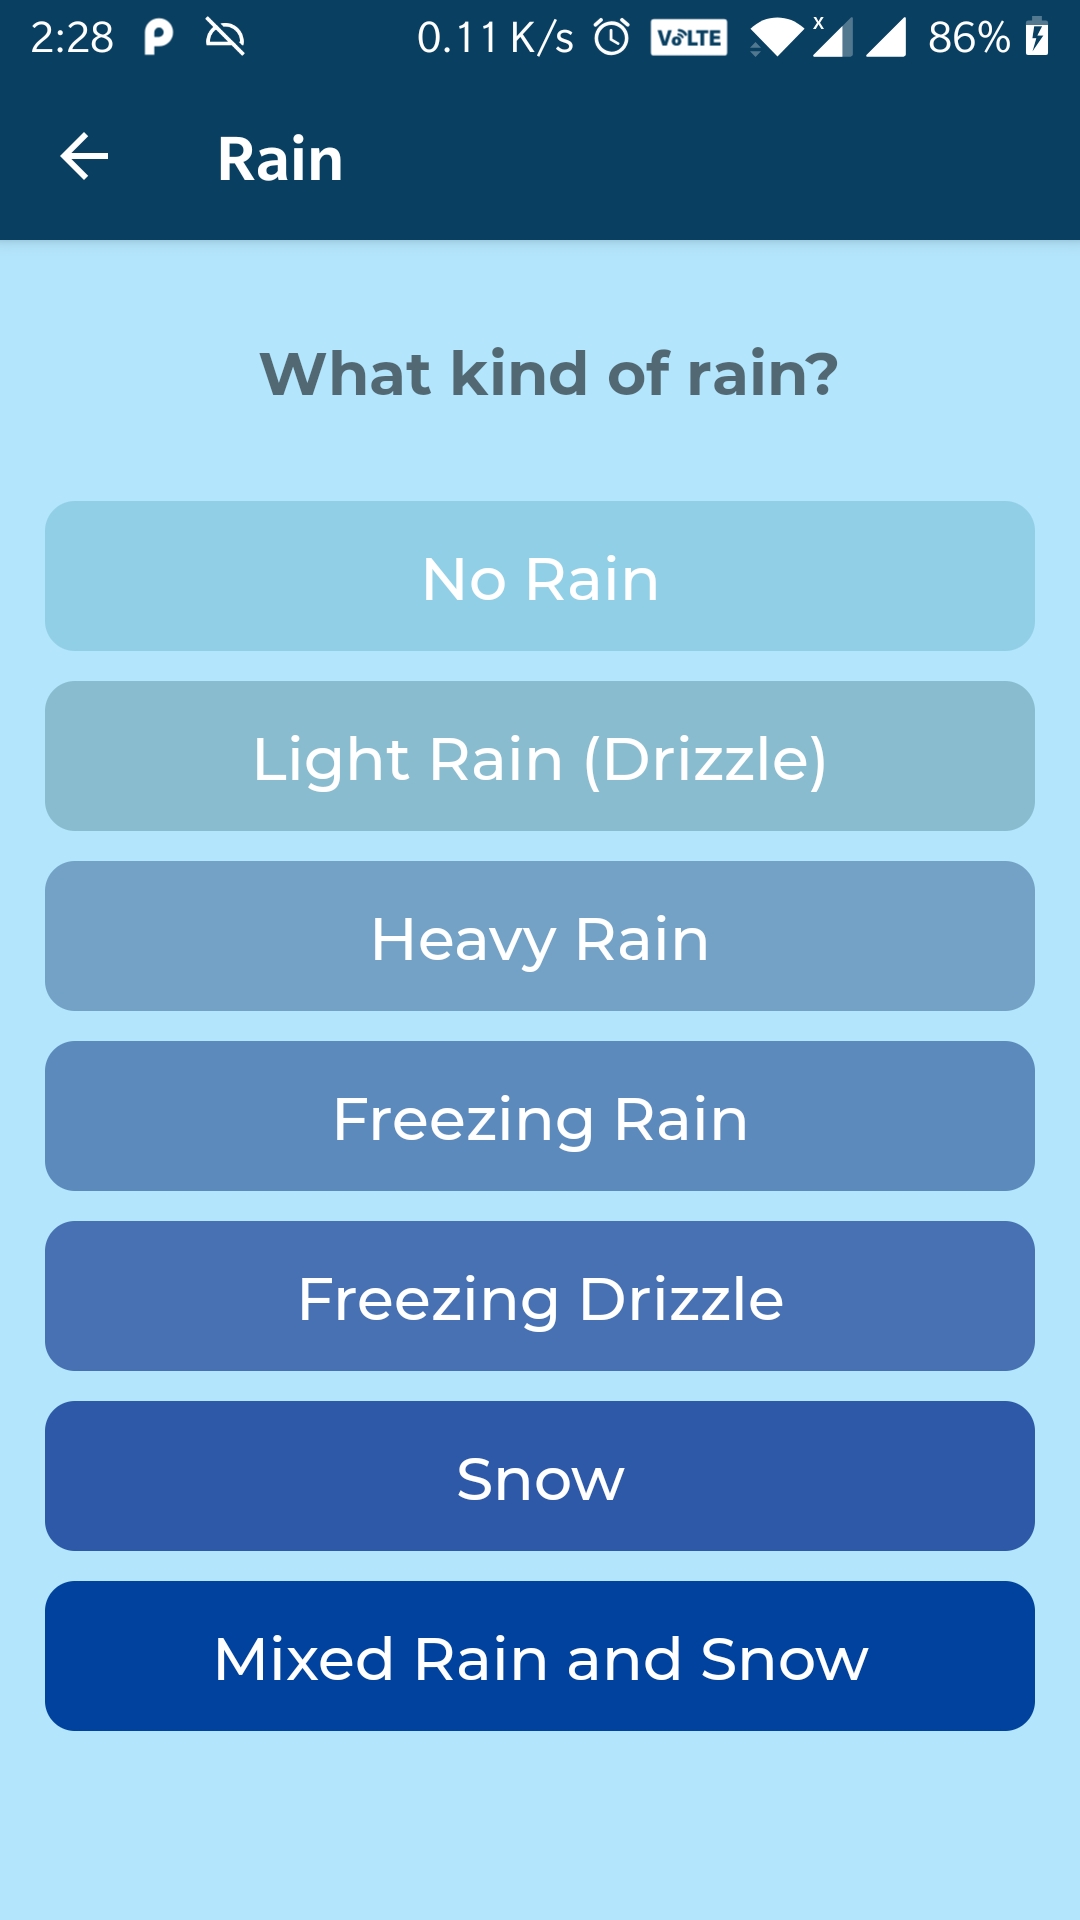 2:28 0.11 K/s VoLTE x 86%
Rain
What kind of rain?
No Rain
Light Rain (Drizzle)
Heavy Rain
Freezing Rain
Freezing Drizzle
Snow
Mixed Rain and Snow